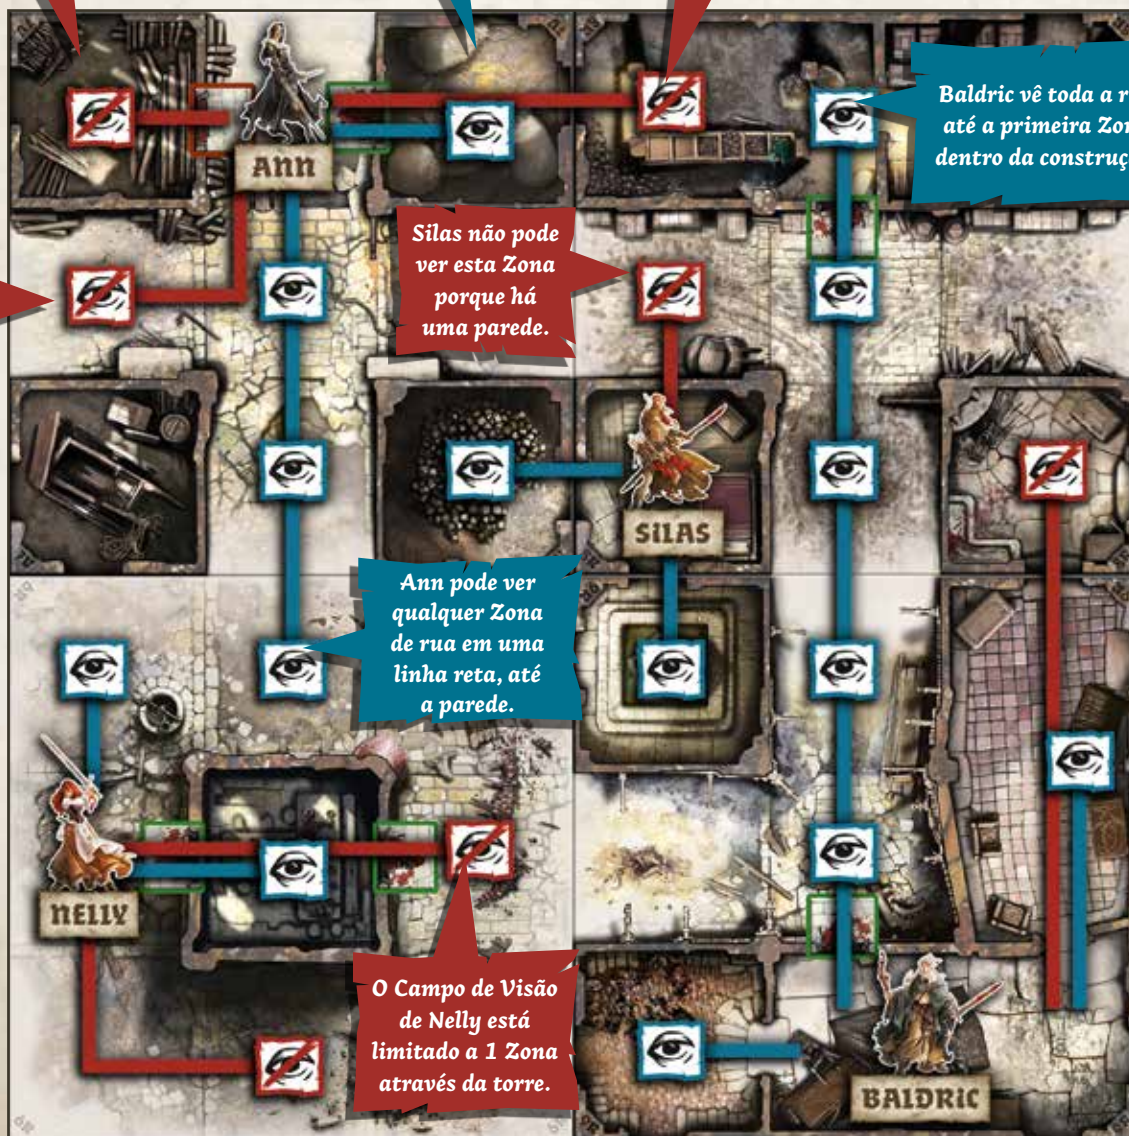 ANN
Baldric vê toda a
até a primeira
dentro da
Silas não pode
ver esta Zona
porque há
uma parede.
SILAS
Ann pode ver
qualquer Zona
de rua em uma
linha reta, até
a parede.
NELLY
O Campo de Visão
de Nelly está
limitado a 1 Zona
através da torre.
BALDRIC